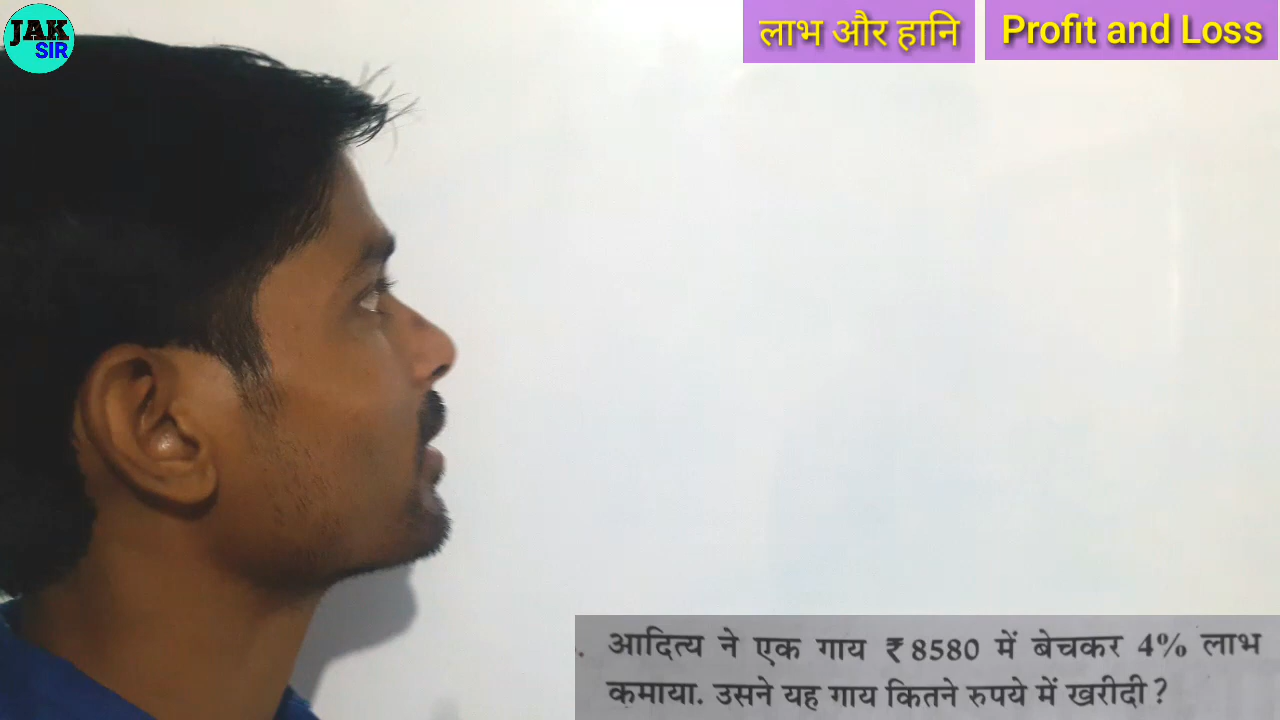 JAK
SIR
लाभ और हानि
Profit and Loss
. आदित्य ने एक गाय ₹ 8580 में बेचकर 4% लाभ
कमाया. उसने यह गाय कितने रुपये में खरीदी ?